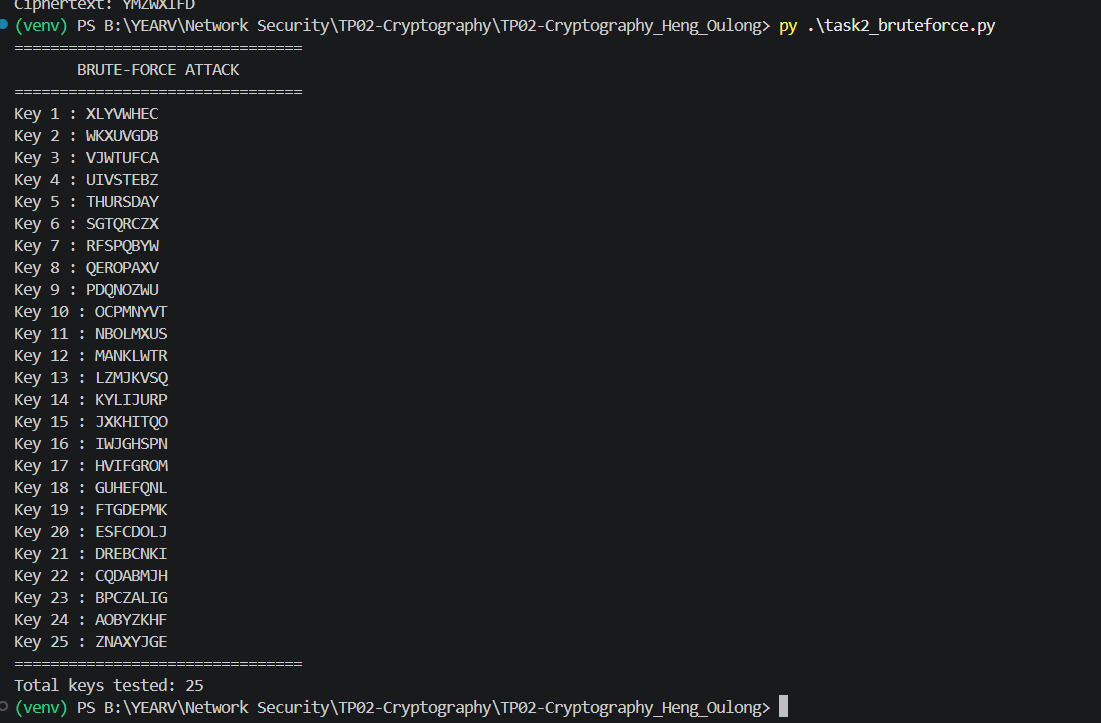 Ciphertext: YMZWXIFD
(venv) PS B:\YEARV\Network Security\TP02-Cryptography\TP02-Cryptography_Heng_Oulong> py .\task2_bruteforce.py
================================
BRUTE-FORCE ATTACK
================================
Key 1 : XLYVWHEC
Key 2 : WKXUVGDB
Key 3 : VJWTUFCA
Key 4 : UIVSTEBZ
Key 5 : THURSDAY
Key 6 : SGTQRCZX
Key 7 : RFSPQBYW
Key 8 : QEROPAXV
Key 9 : PDQNOZWU
Key 10 : OCPMNYVT
Key 11 : NBOLMXUS
Key 12 : MANKLWTR
Key 13 : LZMJKVSQ
Key 14 : KYLIJURP
Key 15 : JXKHITQO
Key 16 : IWJGHSPN
Key 17 : HVIFGROM
Key 18 : GUHEFQNL
Key 19 : FTGDEPMK
Key 20 : ESFCDOLJ
Key 21 : DREBCNKI
Key 22 : CQDABMJH
Key 23 : BPCZALIG
Key 24 : AOBYZKHF
Key 25 : ZNAXYJGE
================================
Total keys tested: 25
(venv) PS B:\YEARV\Network Security\TP02-Cryptography\TP02-Cryptography_Heng_Oulong>